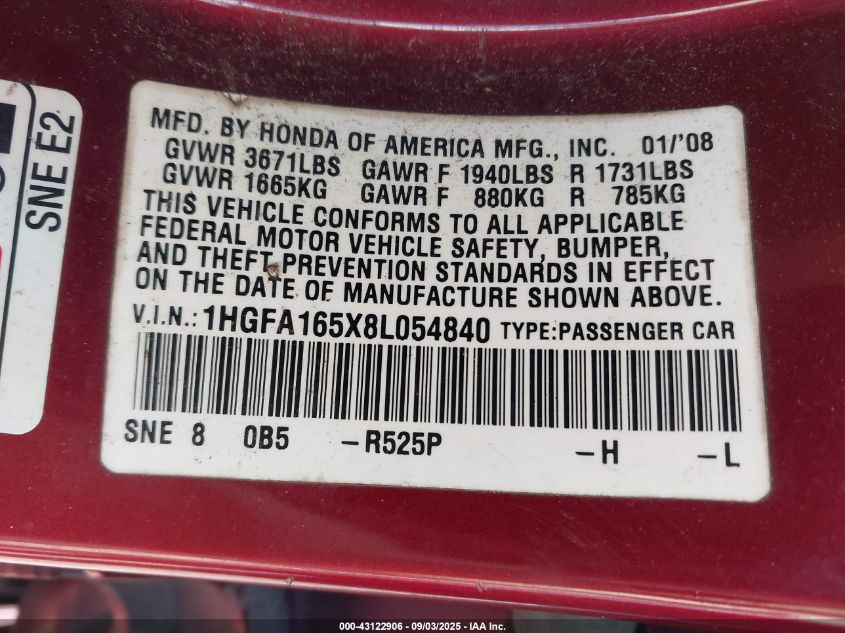 SNE E2
MFD. BY HONDA OF AMERICA MFG., INC. 01/'08
GVWR 3671LBS GAWR F 1940LBS R 1731LBS
GVWR 1665KG GAWR F 880KG R 785KG
THIS VEHICLE CONFORMS TO ALL APPLICABLE
FEDERAL MOTOR VEHICLE SAFETY, BUMPER,
AND THEFT PREVENTION STANDARDS IN EFFECT
ON THE DATE OF MANUFACTURE SHOWN ABOVE.
V.I.N.: 1HGFA165X8L054840 TYPE:PASSENGER CAR
SNE 8 0B5 -R525P -H -L
000-43122906 - 09/03/2025 - IAA Inc.